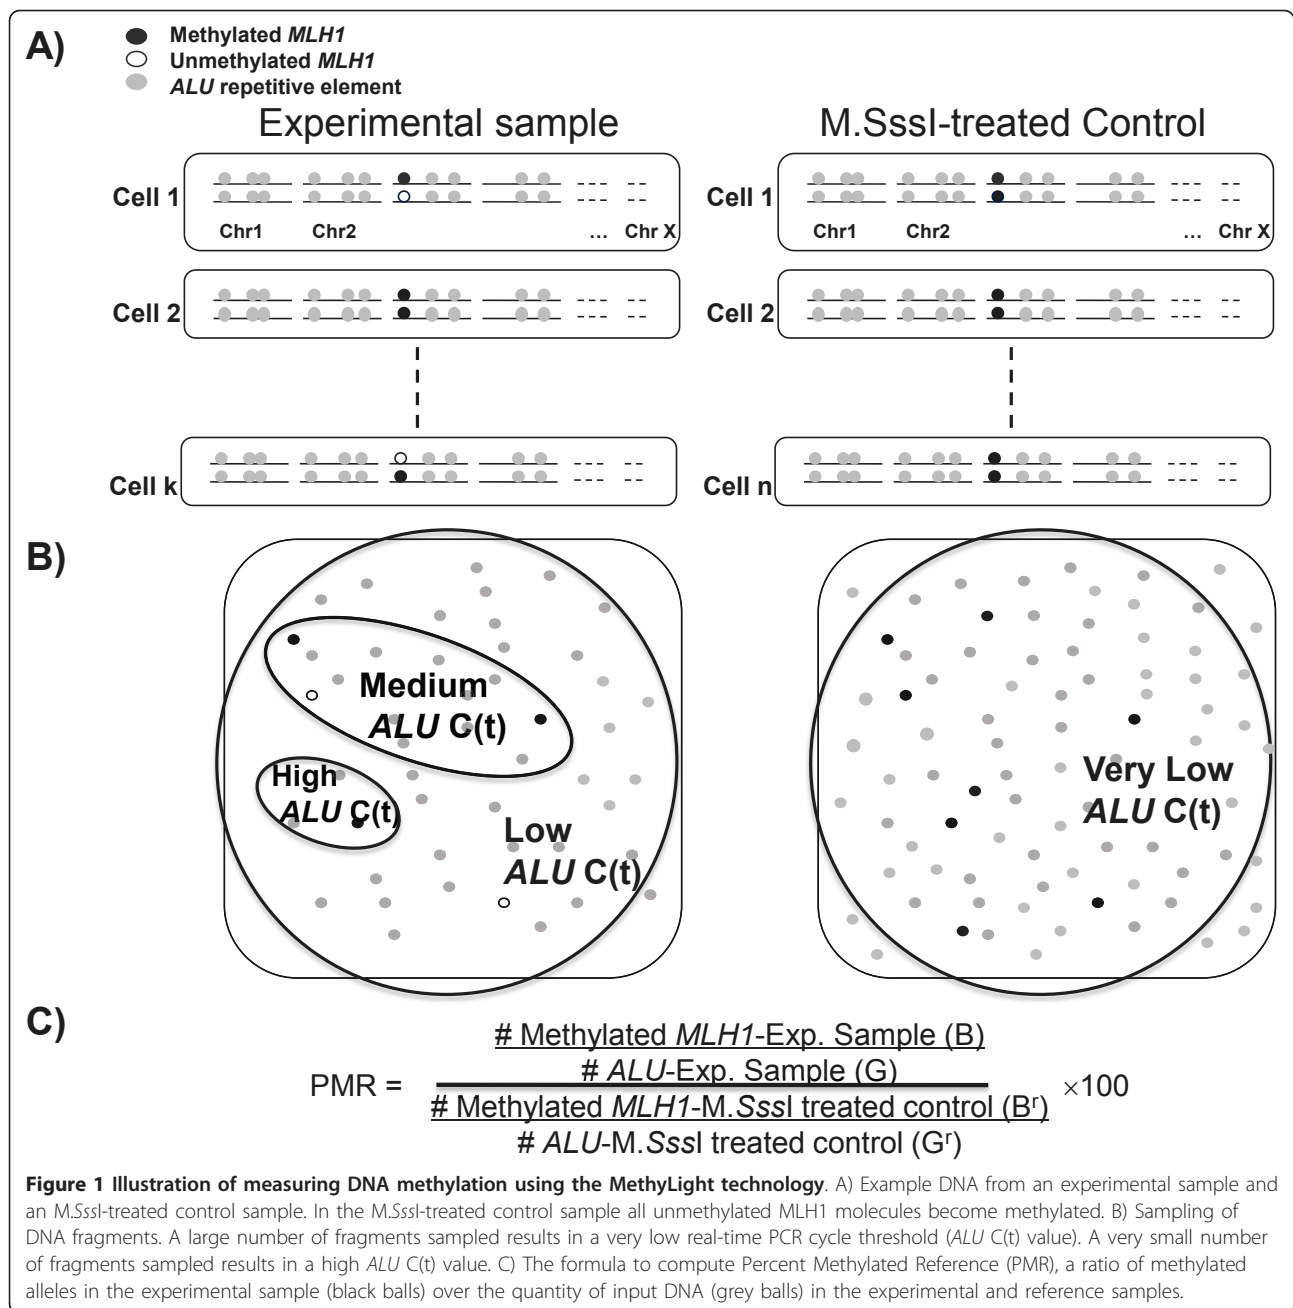 A)
Methylated MLH1
Unmethylated MLH1
ALU repetitive element
Experimental sample
M.SssI-treated Control
Cell 1
Chr1 Chr2 ... Chr X
Cell 1
Chr1 Chr2 ... Chr X
Cell 2
Cell 2
Cell k
Cell n
B)
Medium
ALU C(t)
High
ALU C(t)
Low
ALU C(t)
Very Low
ALU C(t)
C)
PMR =
# Methylated MLH1-Exp. Sample (B)
# ALU-Exp. Sample (G)
# Methylated MLH1-M.SssI treated control (Bʳ)
# ALU-M.SssI treated control (Gʳ)
×100
Figure 1 Illustration of measuring DNA methylation using the MethyLight technology. A) Example DNA from an experimental sample and
an M.SssI-treated control sample. In the M.SssI-treated control sample all unmethylated MLH1 molecules become methylated. B) Sampling of
DNA fragments. A large number of fragments sampled results in a very low real-time PCR cycle threshold (ALU C(t) value). A very small number
of fragments sampled results in a high ALU C(t) value. C) The formula to compute Percent Methylated Reference (PMR), a ratio of methylated
alleles in the experimental sample (black balls) over the quantity of input DNA (grey balls) in the experimental and reference samples.